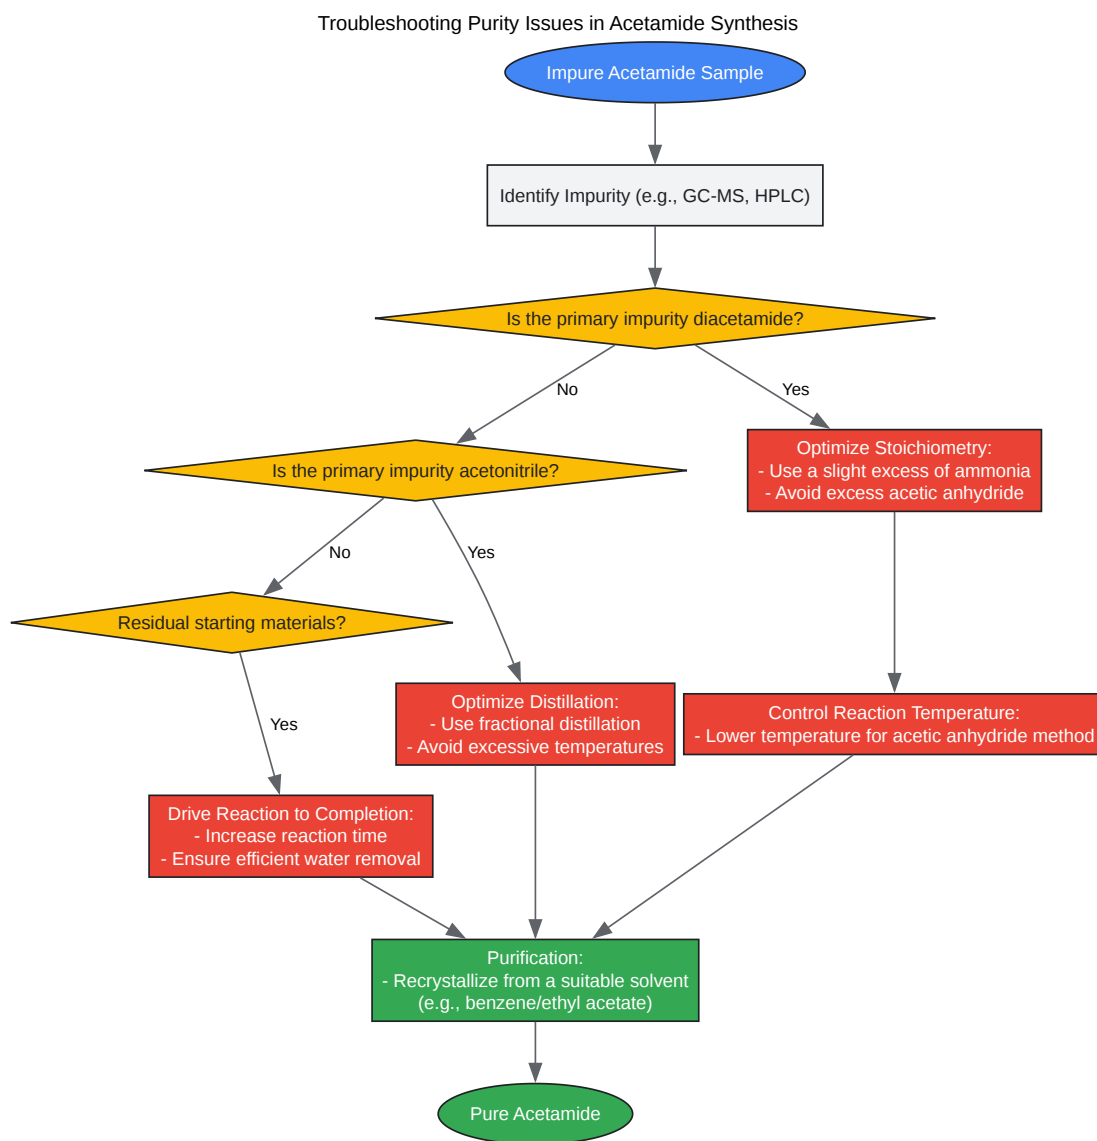 Troubleshooting Purity Issues in Acetamide Synthesis
Impure Acetamide Sample
Identify Impurity (e.g., GC-MS, HPLC)
Is the primary impurity diacetamide?
No
Yes
Is the primary impurity acetonitrile?
Optimize Stoichiometry:
- Use a slight excess of ammonia
- Avoid excess acetic anhydride
No
Yes
Residual starting materials?
Yes
Optimize Distillation:
- Use fractional distillation
- Avoid excessive temperatures
Control Reaction Temperature:
- Lower temperature for acetic anhydride method
Drive Reaction to Completion:
- Increase reaction time
- Ensure efficient water removal
Purification:
- Recrystallize from a suitable solvent
(e.g., benzene/ethyl acetate)
Pure Acetamide